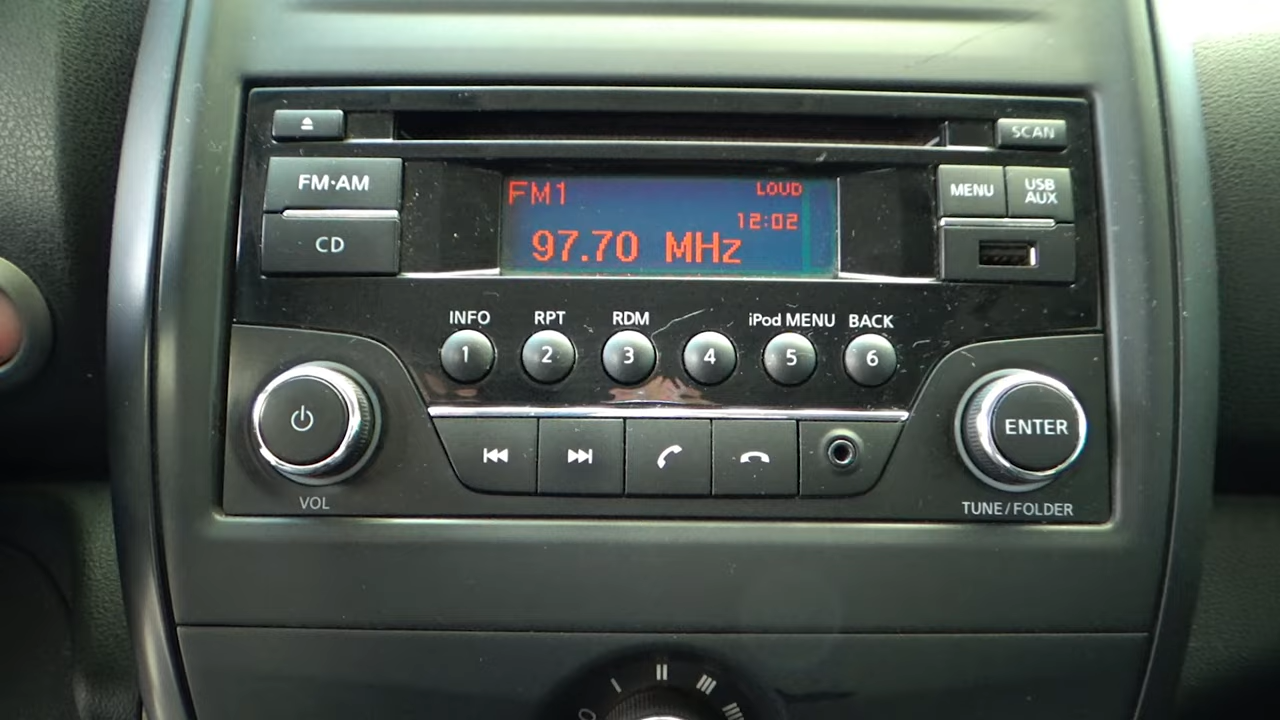 SCAN
FM·AM
CD
FM1
LOUD
12:02
97.70 MHz
MENU
USB
AUX
INFO
RPT
RDM
iPod MENU
BACK
1
2
3
4
5
6
VOL
ENTER
TUNE/FOLDER